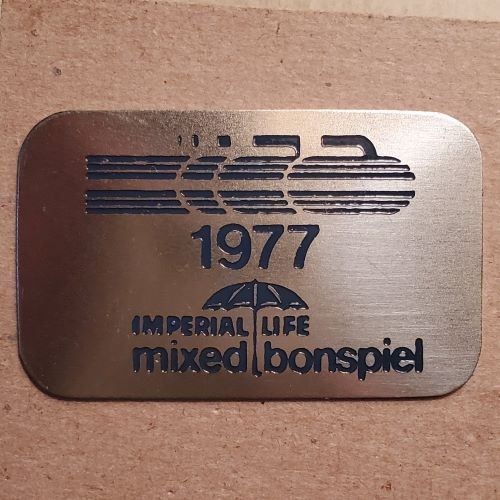 1977
IMPERIAL LIFE
mixed bonspiel